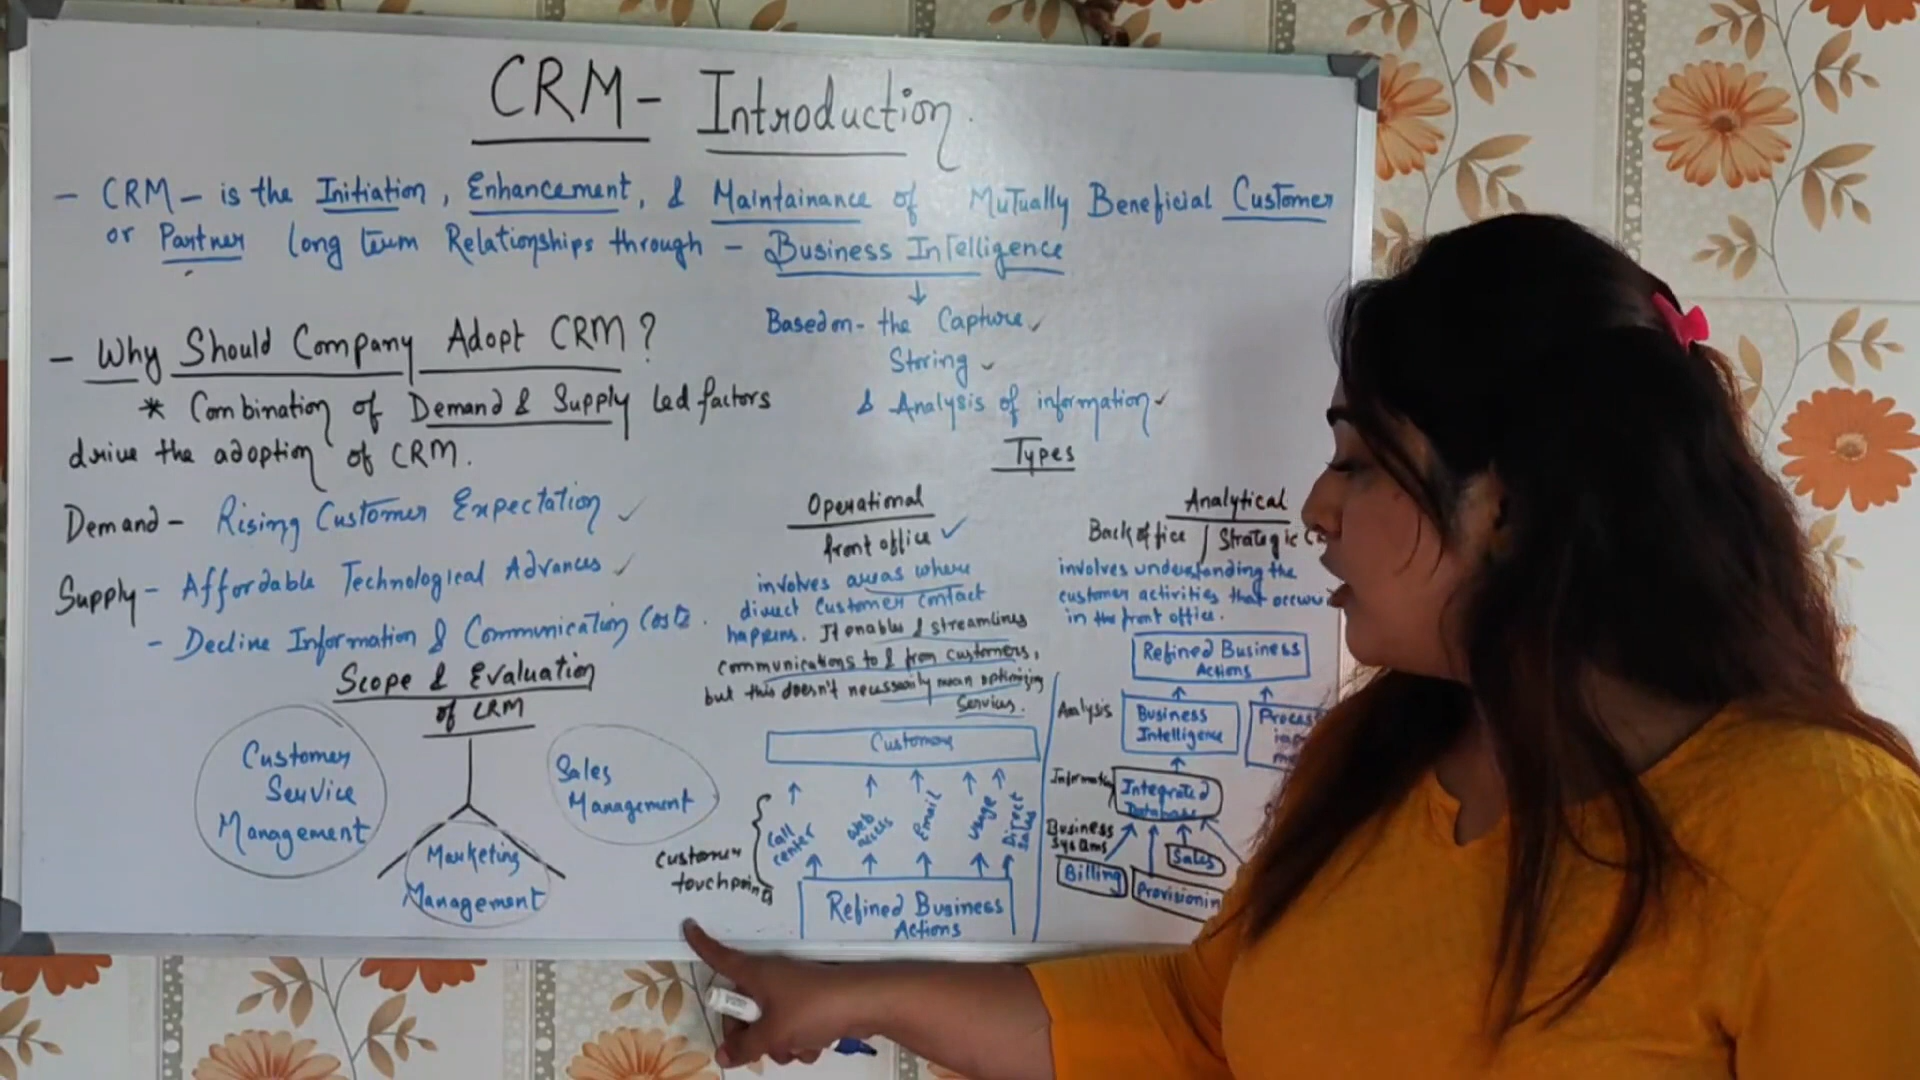 CRM - Introduction.
- CRM - is the Initiation, Enhancement, & Maintainance of Mutually Beneficial Customer
or Partner long term Relationships through - Business Intelligence
↓
Based on - the Capture ✓
Storing ✓
& Analysis of information ✓
- Why Should Company Adopt CRM?
* Combination of Demand & Supply Led factors
drive the adoption of CRM.
Demand - Rising Customer Expectation ✓
Supply - Affordable Technological Advances ✓
- Decline Information & Communication Costs.
Scope & Evaluation
of CRM
Customer
Service
Management
Marketing
Management
Sales
Management
Types
Operational
front office ✓
involves areas where
direct customer contact
happens. It enables & streamlines
communications to & from customers,
but this doesn't necessarily mean optimizing
Services.
Customer
customer
touchpoints
Call
center
Web
access
Email
Usage
Direct
Sales
Refined Business
Actions
Analytical
Back office / Strategic
involves understanding the
customer activities that occur
in the front office.
Refined Business
Actions
Analysis
Business
Intelligence
Process
Information
Integrated
Database
Business
Systems
Billing
Provisionin
Sales